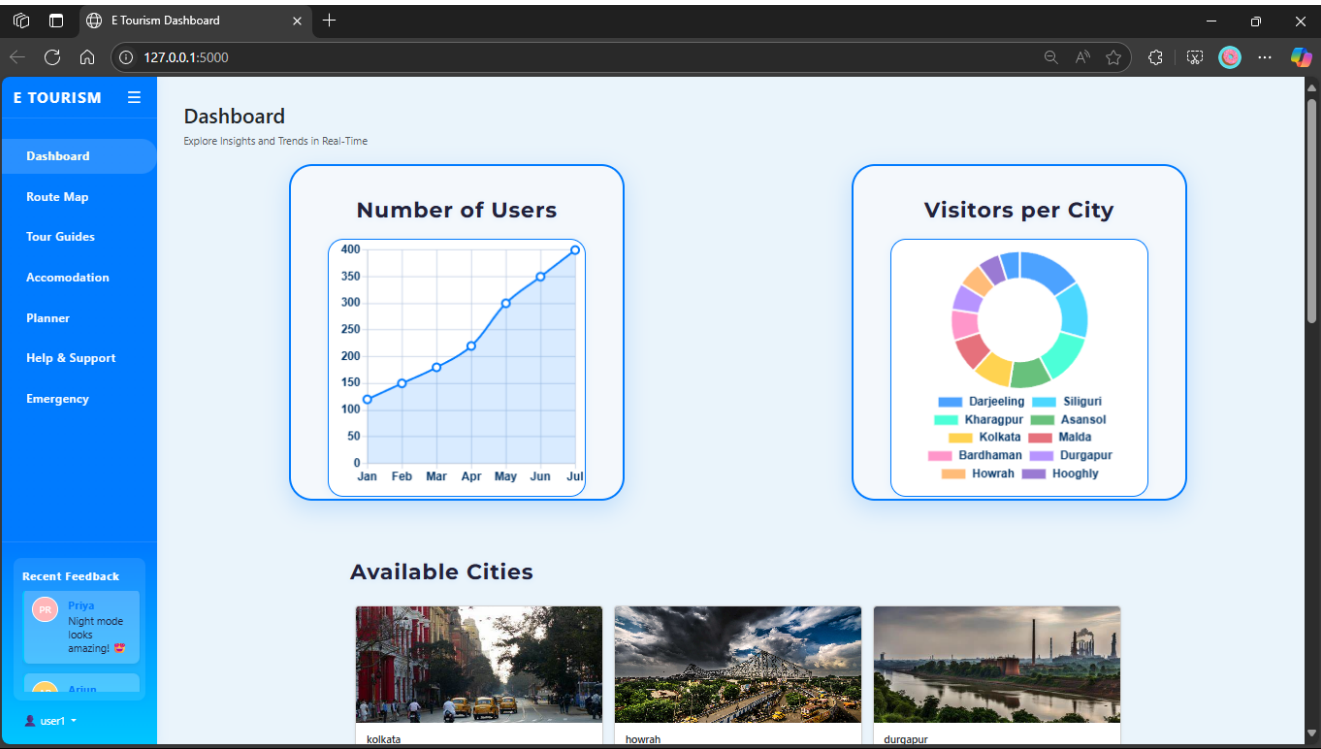 E Tourism Dashboard
127.0.0.1:5000
E TOURISM
Dashboard
Route Map
Tour Guides
Accomodation
Planner
Help & Support
Emergency
Recent Feedback
PR
Priya
Night mode
looks
amazing! 😍
Arjun
user1
Dashboard
Explore Insights and Trends in Real-Time
Number of Users
400
350
300
250
200
150
100
50
0
Jan Feb Mar Apr May Jun Jul
Visitors per City
Darjeeling Siliguri
Kharagpur Asansol
Kolkata Malda
Bardhaman Durgapur
Howrah Hooghly
Available Cities
kolkata
howrah
durgapur